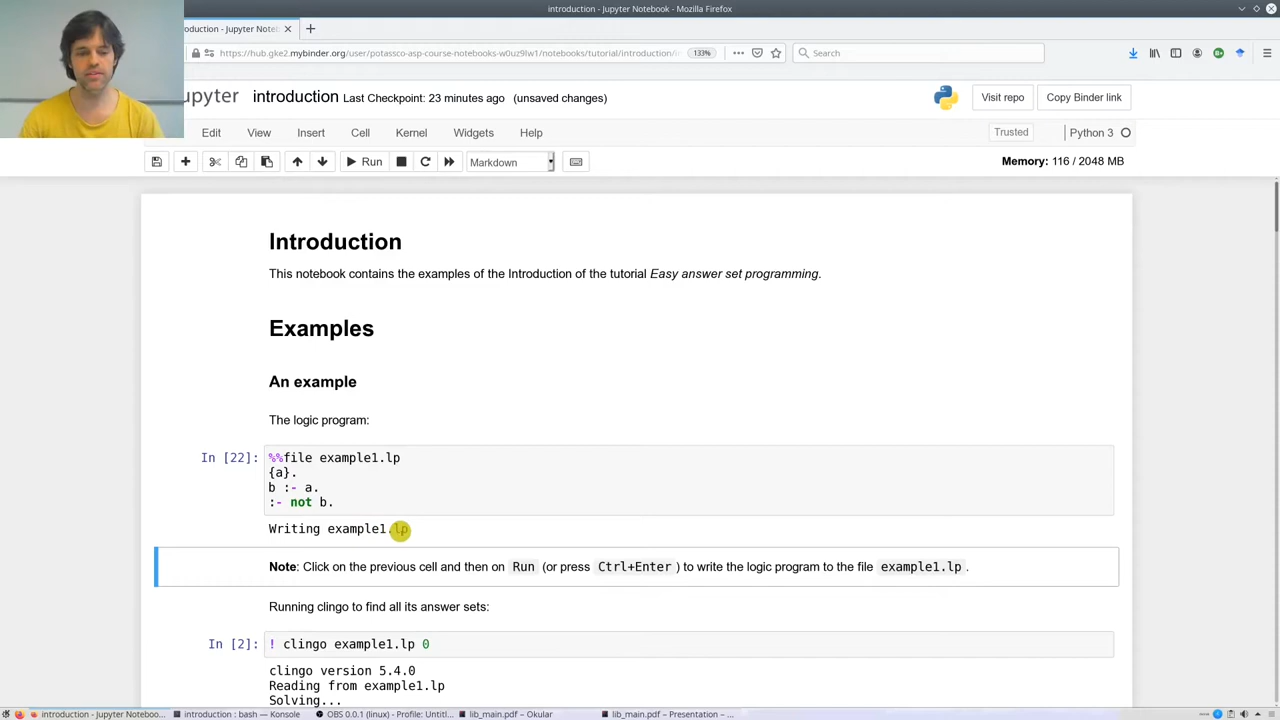 introduction - Jupyter Notebook - Mozilla Firefox
oduction - Jupyter Note
https://hub.gke2.mybinder.org/user/potassco-asp-course-notebooks-w0uz9lw1/notebooks/tutorial/introduction/i
133%
Search
upyter introduction Last Checkpoint: 23 minutes ago (unsaved changes)
Visit repo
Copy Binder link
Edit View Insert Cell Kernel Widgets Help
Trusted
Python 3
Run
Markdown
Memory: 116 / 2048 MB
Introduction
This notebook contains the examples of the Introduction of the tutorial Easy answer set programming.
Examples
An example
The logic program:
In [22]: %%file example1.lp
{a}.
b :- a.
:- not b.
Writing example1.lp
Note: Click on the previous cell and then on Run (or press Ctrl+Enter ) to write the logic program to the file example1.lp .
Running clingo to find all its answer sets:
In [2]: ! clingo example1.lp 0
clingo version 5.4.0
Reading from example1.lp
Solving...
introduction - Jupyter Noteboo...
introduction : bash — Konsole
OBS 0.0.1 (linux) - Profile: Untitl...
lib_main.pdf – Okular
lib_main.pdf – Presentation – ...